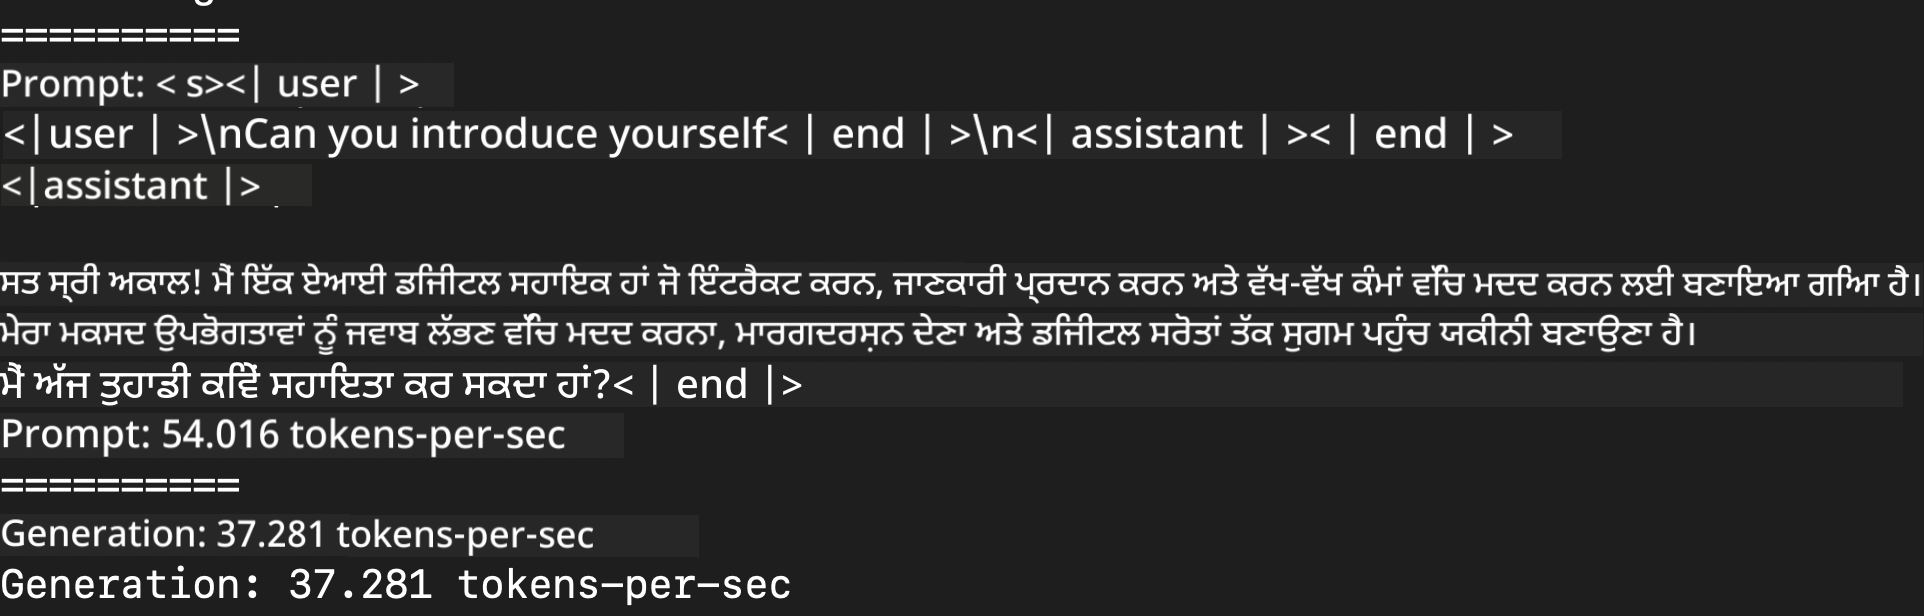 ==========
Prompt: < s><| user | >
<|user | >\nCan you introduce yourself< | end | >\n<| assistant | >< | end | >
<|assistant |>
ਸਤ ਸ੍ਰੀ ਅਕਾਲ! ਮੈਂ ਇੱਕ ਏਆਈ ਡਿਜੀਟਲ ਸਹਾਇਕ ਹਾਂ ਜੋ ਇੰਟਰੈਕਟ ਕਰਨ, ਜਾਣਕਾਰੀ ਪ੍ਰਦਾਨ ਕਰਨ ਅਤੇ ਵੱਖ-ਵੱਖ ਕੰਮਾਂ ਵਿੱਚ ਮਦਦ ਕਰਨ ਲਈ ਬਣਾਇਆ ਗਿਆ ਹੈ।
ਮੇਰਾ ਮਕਸਦ ਉਪਭੋਗਤਾਵਾਂ ਨੂੰ ਜਵਾਬ ਲੱਭਣ ਵਿੱਚ ਮਦਦ ਕਰਨਾ, ਮਾਰਗਦਰਸ਼ਨ ਦੇਣਾ ਅਤੇ ਡਿਜੀਟਲ ਸਰੋਤਾਂ ਤੱਕ ਸੁਗਮ ਪਹੁੰਚ ਯਕੀਨੀ ਬਣਾਉਣਾ ਹੈ।
ਮੈਂ ਅੱਜ ਤੁਹਾਡੀ ਕਿਵੇਂ ਸਹਾਇਤਾ ਕਰ ਸਕਦਾ ਹਾਂ?< | end |>
Prompt: 54.016 tokens-per-sec
==========
Generation: 37.281 tokens-per-sec
Generation: 37.281 tokens-per-sec